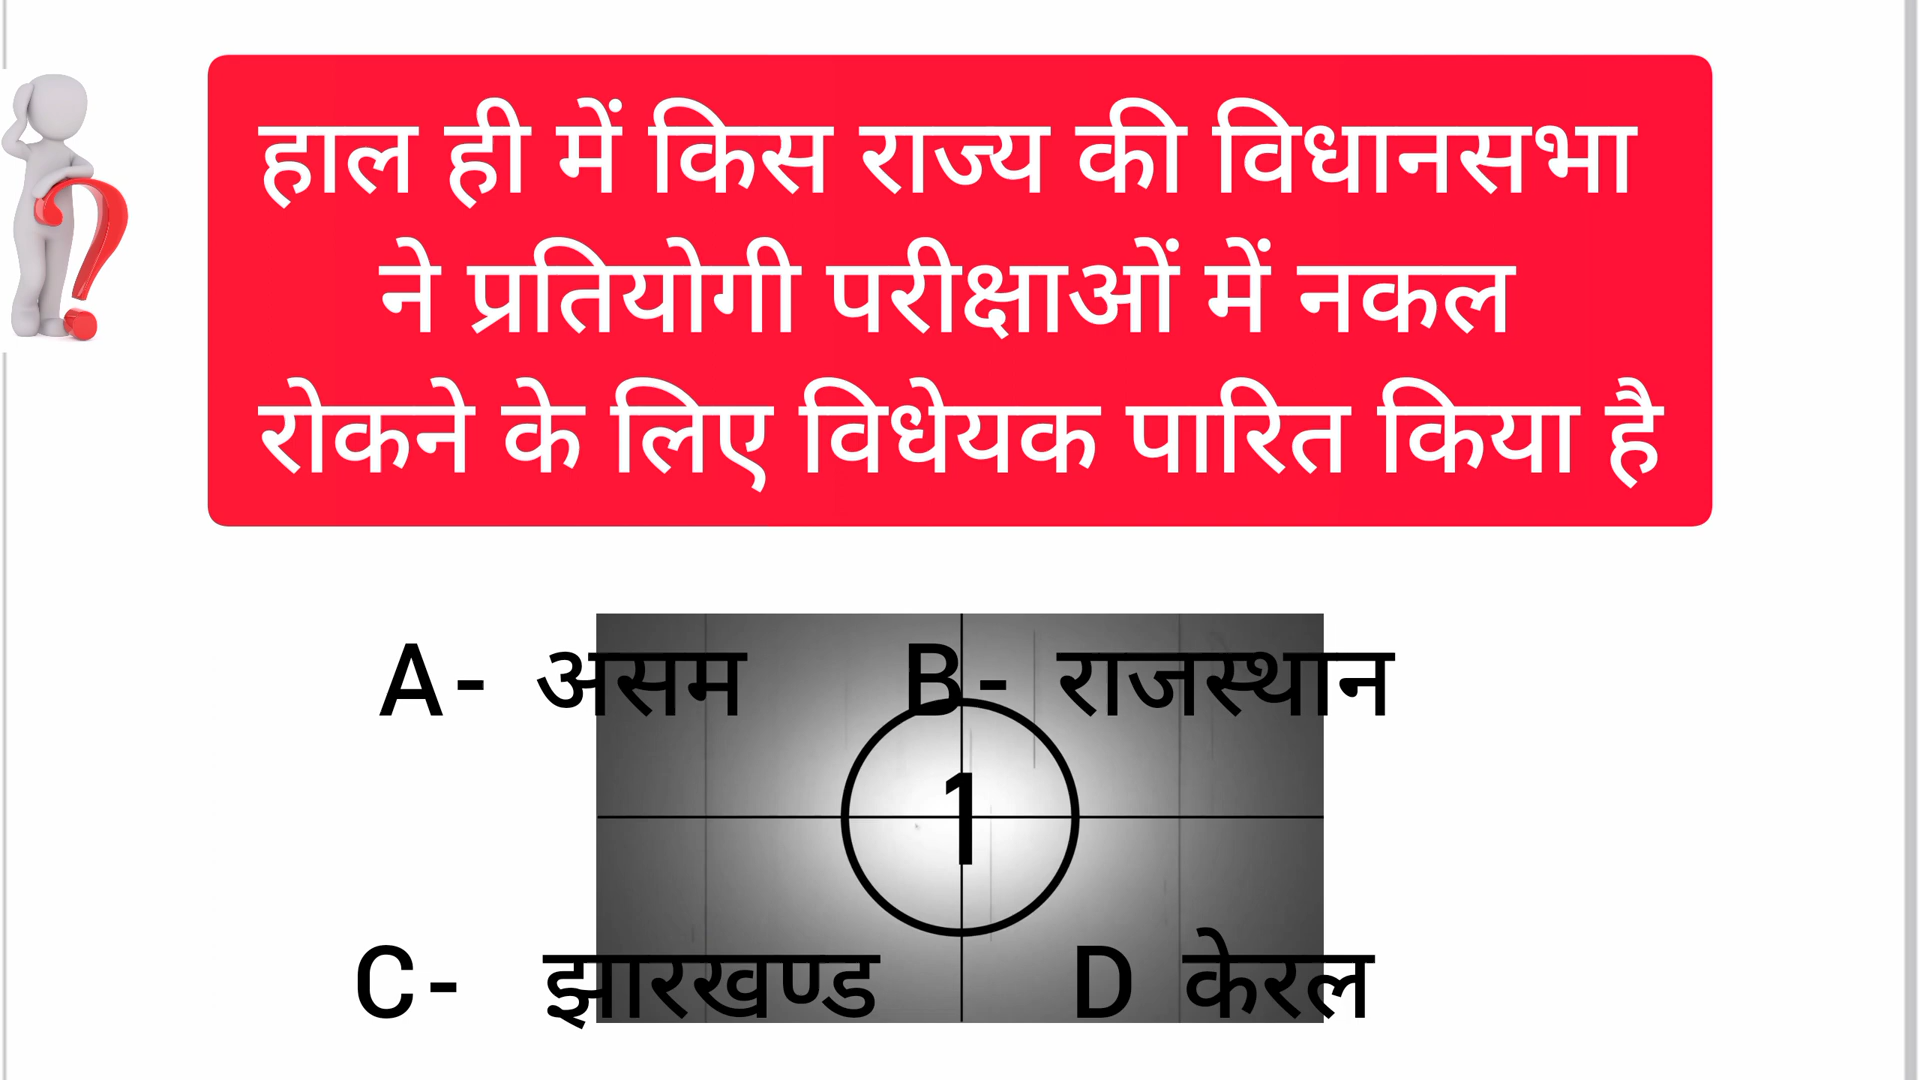 हाल ही में किस राज्य की विधानसभा
ने प्रतियोगी परीक्षाओं में नकल
रोकने के लिए विधेयक पारित किया है
A- असम B- राजस्थान
1
C- झारखण्ड D केरल